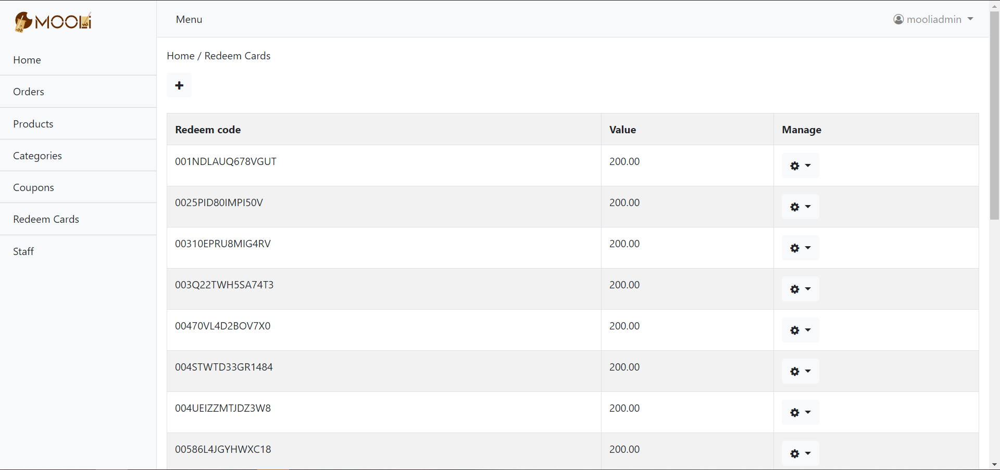 MOOLi
Menu
mooliadmin
Home
Orders
Products
Categories
Coupons
Redeem Cards
Staff
Home / Redeem Cards
Redeem code Value Manage
001NDLAUQ678VGUT 200.00
0025PID80IMPI50V 200.00
00310EPRU8MIG4RV 200.00
003Q22TWH5SA74T3 200.00
00470VL4D2BOV7X0 200.00
004STWTD33GR1484 200.00
004UEIZZMTJDZ3W8 200.00
00586L4JGYHWXC18 200.00